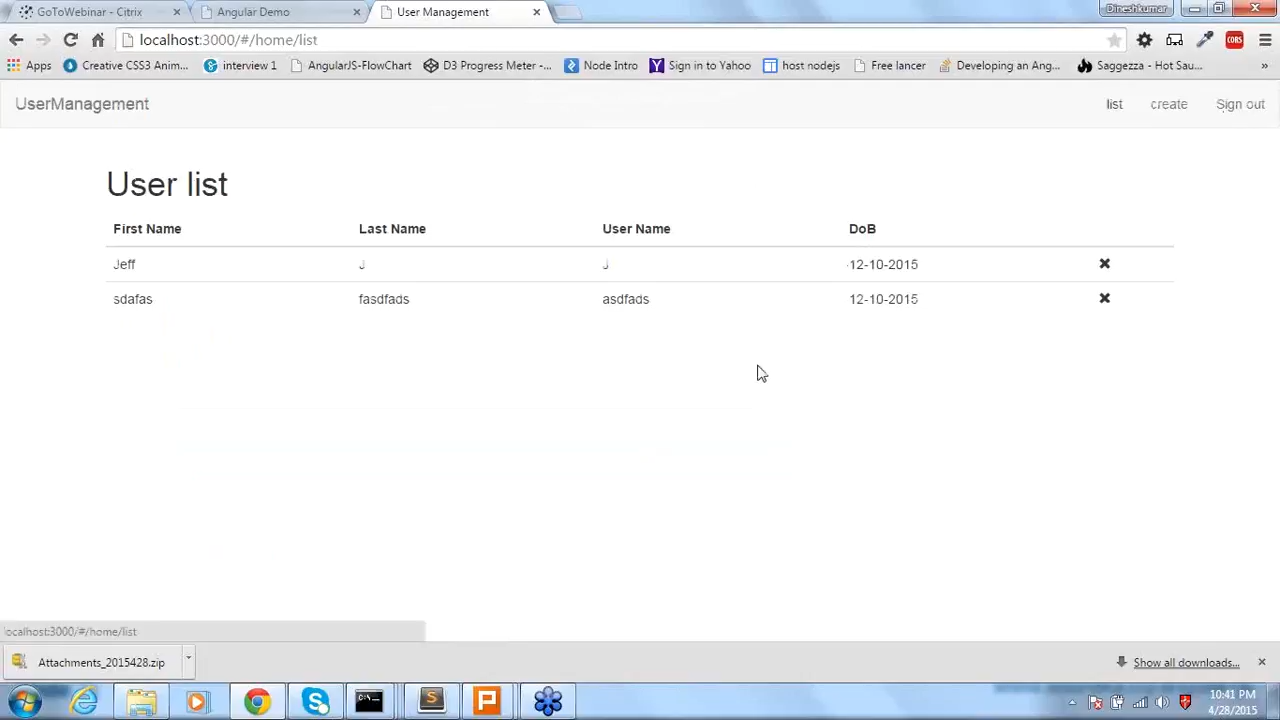 GoToWebinar - Citrix
Angular Demo
User Management
Dineshkumar
localhost:3000/#/home/list
CORS
Apps
Creative CSS3 Anim...
interview 1
AngularJS-FlowChart
D3 Progress Meter -...
Node Intro
Sign in to Yahoo
host nodejs
Free lancer
Developing an Ang...
Saggezza - Hot Sau...
»
UserManagement
list
create
Sign out
User list
First Name
Last Name
User Name
DoB
Jeff
J
J
12-10-2015
sdafas
fasdfads
asdfads
12-10-2015
localhost:3000/#/home/list
Attachments_2015428.zip
Show all downloads...
10:41 PM
4/28/2015